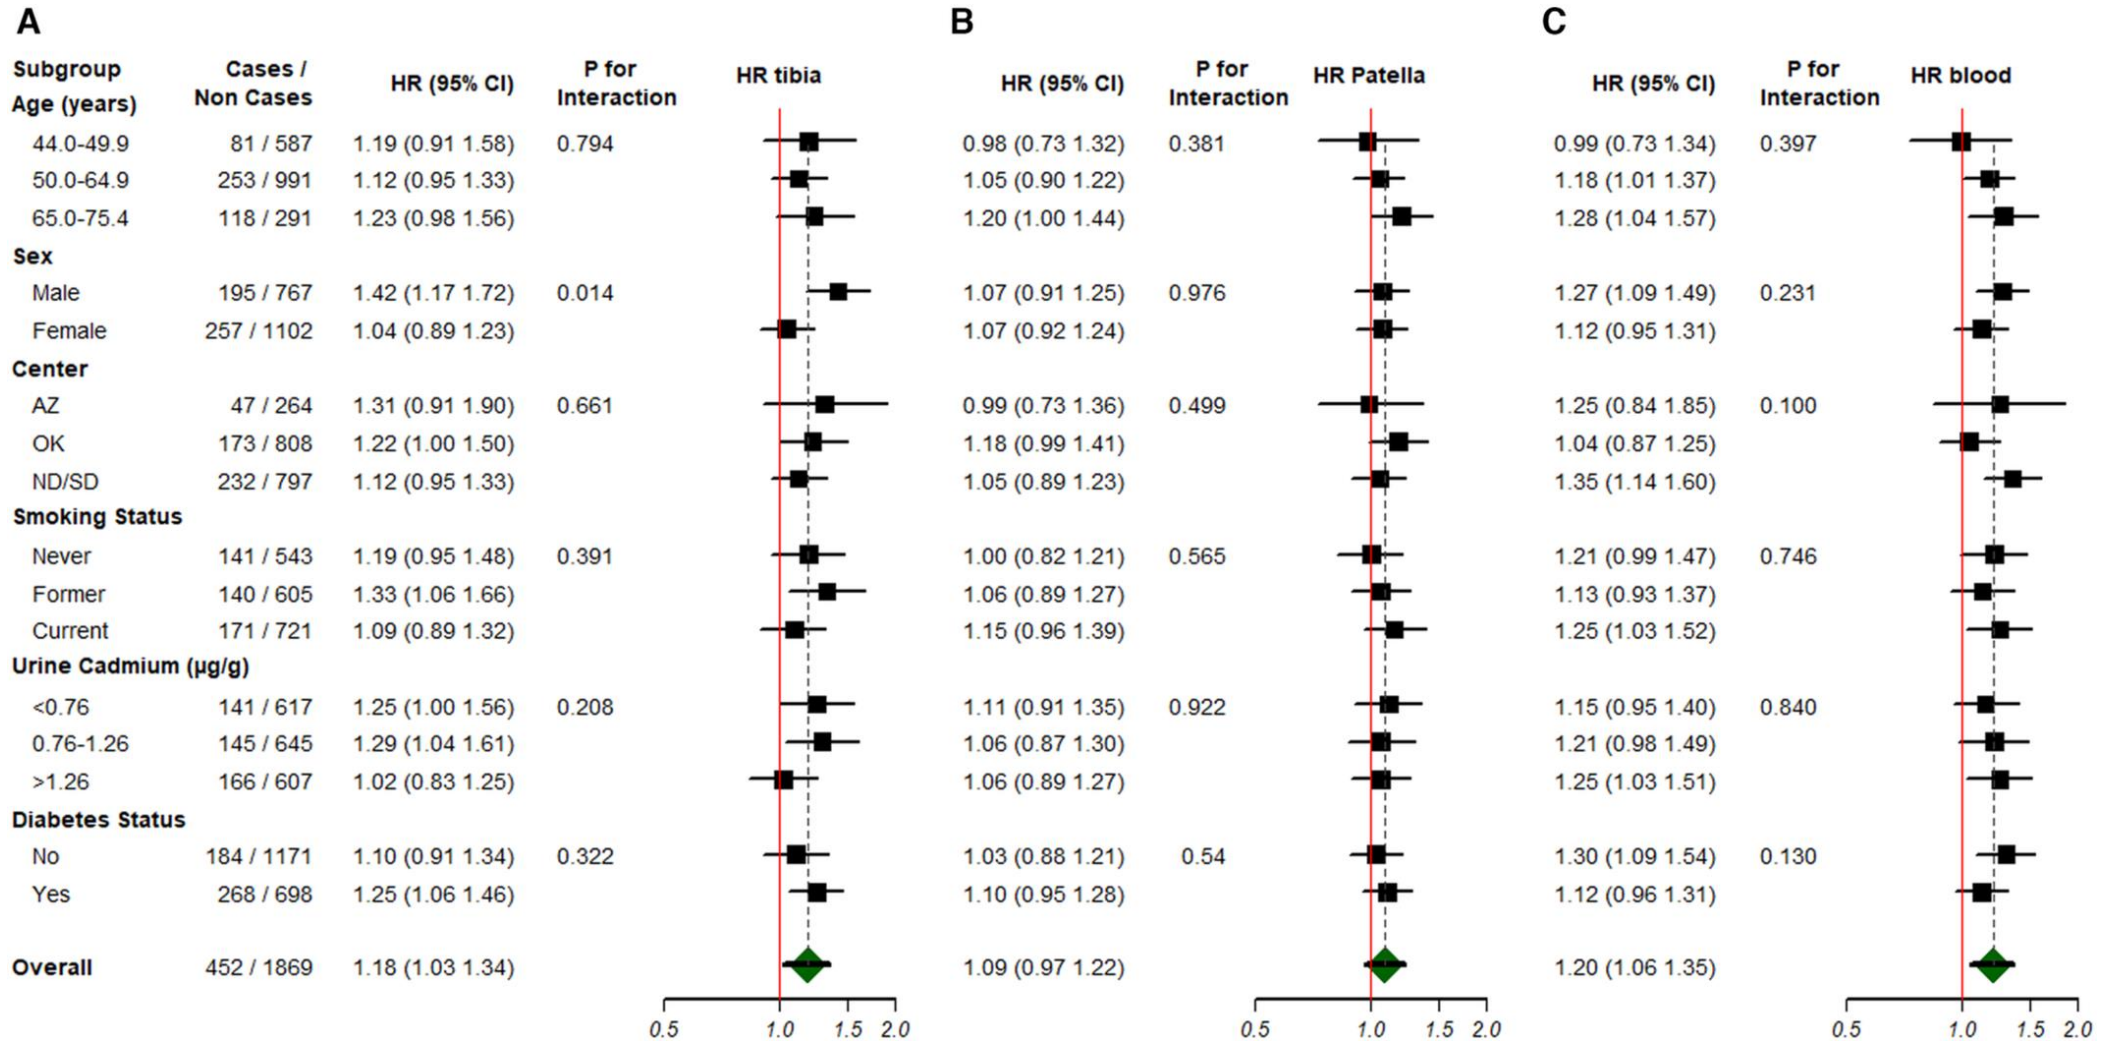 A B C
Subgroup Cases / HR (95% CI) P for HR tibia HR (95% CI) P for HR Patella HR (95% CI) P for HR blood
Age (years) Non Cases Interaction Interaction Interaction
44.0-49.9 81 / 587 1.19 (0.91 1.58) 0.794 0.98 (0.73 1.32) 0.381 0.99 (0.73 1.34) 0.397
50.0-64.9 253 / 991 1.12 (0.95 1.33) 1.05 (0.90 1.22) 1.18 (1.01 1.37)
65.0-75.4 118 / 291 1.23 (0.98 1.56) 1.20 (1.00 1.44) 1.28 (1.04 1.57)
Sex
Male 195 / 767 1.42 (1.17 1.72) 0.014 1.07 (0.91 1.25) 0.976 1.27 (1.09 1.49) 0.231
Female 257 / 1102 1.04 (0.89 1.23) 1.07 (0.92 1.24) 1.12 (0.95 1.31)
Center
AZ 47 / 264 1.31 (0.91 1.90) 0.661 0.99 (0.73 1.36) 0.499 1.25 (0.84 1.85) 0.100
OK 173 / 808 1.22 (1.00 1.50) 1.18 (0.99 1.41) 1.04 (0.87 1.25)
ND/SD 232 / 797 1.12 (0.95 1.33) 1.05 (0.89 1.23) 1.35 (1.14 1.60)
Smoking Status
Never 141 / 543 1.19 (0.95 1.48) 0.391 1.00 (0.82 1.21) 0.565 1.21 (0.99 1.47) 0.746
Former 140 / 605 1.33 (1.06 1.66) 1.06 (0.89 1.27) 1.13 (0.93 1.37)
Current 171 / 721 1.09 (0.89 1.32) 1.15 (0.96 1.39) 1.25 (1.03 1.52)
Urine Cadmium (µg/g)
<0.76 141 / 617 1.25 (1.00 1.56) 0.208 1.11 (0.91 1.35) 0.922 1.15 (0.95 1.40) 0.840
0.76-1.26 145 / 645 1.29 (1.04 1.61) 1.06 (0.87 1.30) 1.21 (0.98 1.49)
>1.26 166 / 607 1.02 (0.83 1.25) 1.06 (0.89 1.27) 1.25 (1.03 1.51)
Diabetes Status
No 184 / 1171 1.10 (0.91 1.34) 0.322 1.03 (0.88 1.21) 0.54 1.30 (1.09 1.54) 0.130
Yes 268 / 698 1.25 (1.06 1.46) 1.10 (0.95 1.28) 1.12 (0.96 1.31)
Overall 452 / 1869 1.18 (1.03 1.34) 1.09 (0.97 1.22) 1.20 (1.06 1.35)
0.5 1.0 1.5 2.0 0.5 1.0 1.5 2.0 0.5 1.0 1.5 2.0